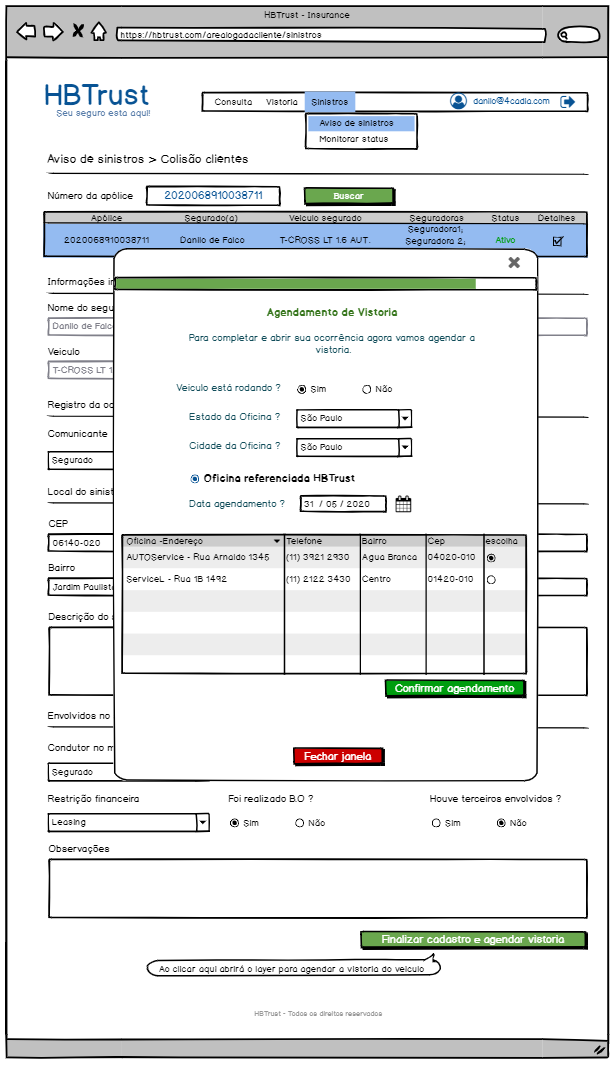 HBTrust - Insurance
https://hbtrust.com/arealogadacliente/sinistros
HBTrust
Seu seguro esta aqui!
Consulta Vistoria Sinistros danilo@4cadia.com
Aviso de sinistros
Monitorar status
Aviso de sinistros > Colisão clientes
Número da apólice 2020068910038711 Buscar
Apólice Segurado(a) Veiculo segurado Seguradoras Status Detalhes
2020068910038711 Danilo de Falco T-CROSS LT 1.6 AUT. Seguradora1; Ativo
Seguradora 2;
Informações
Nome do segu
Danilo de Falc
Veiculo
T-CROSS LT 1
Registro da oc
Comunicante
Segurado
Local do sinist
CEP
06140-020
Bairro
Jardim Paulist
Descrição do
Envolvidos no
Condutor no m
Segurado
Agendamento de Vistoria
Para completar e abrir sua ocorrência agora vamos agendar a
vistoria.
Veiculo está rodando ? Sim Não
Estado da Oficina ? São Paulo
Cidade da Oficina ? São Paulo
Oficina referenciada HBTrust
Data agendamento ? 31 / 05 / 2020
Oficina -Endereço Telefone Bairro Cep escolha
AUTOService - Rua Arnaldo 1345 (11) 3921 2930 Agua Branca 04020-010
ServiceL - Rua 1B 1492 (11) 2122 3430 Centro 01420-010
Confirmar agendamento
Fechar janela
Restrição financeira Foi realizado B.O ? Houve terceiros envolvidos ?
Leasing Sim Não Sim Não
Observações
Finalizar cadastro e agendar vistoria
Ao clicar aqui abrirá o layer para agendar a vistoria do veiculo
HBTrust - Todos os direitos reservados